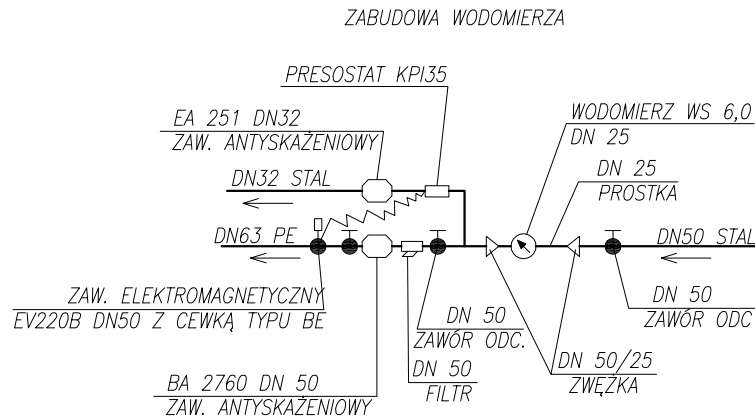 ZABUDOWA WODOMIERZA
PRESOSTAT KPI35
EA 251 DN32
ZAW. ANTYSKAŻENIOWY
WODOMIERZ WS 6,0
DN 25
DN32 STAL
DN 25
PROSTKA
DN63 PE
DN50 STAL
ZAW. ELEKTROMAGNETYCZNY
EV220B DN50 Z CEWKĄ TYPU BE
DN 50
ZAWÓR ODC.
DN 50
ZAWÓR ODC
BA 2760 DN 50
ZAW. ANTYSKAŻENIOWY
DN 50
FILTR
DN 50/25
ZWĘŻKA